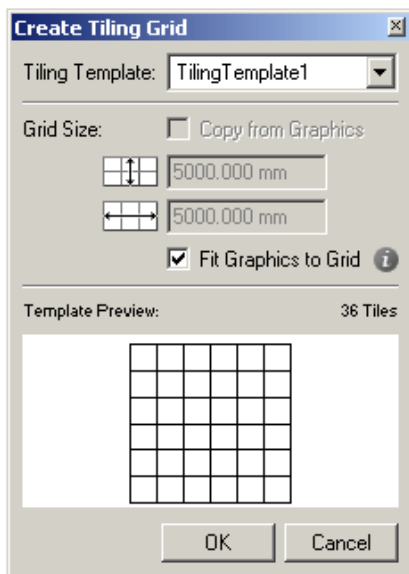 Create Tiling Grid
Tiling Template: TilingTemplate1
Grid Size: Copy from Graphics
5000.000 mm
5000.000 mm
Fit Graphics to Grid i
Template Preview: 36 Tiles
OK Cancel